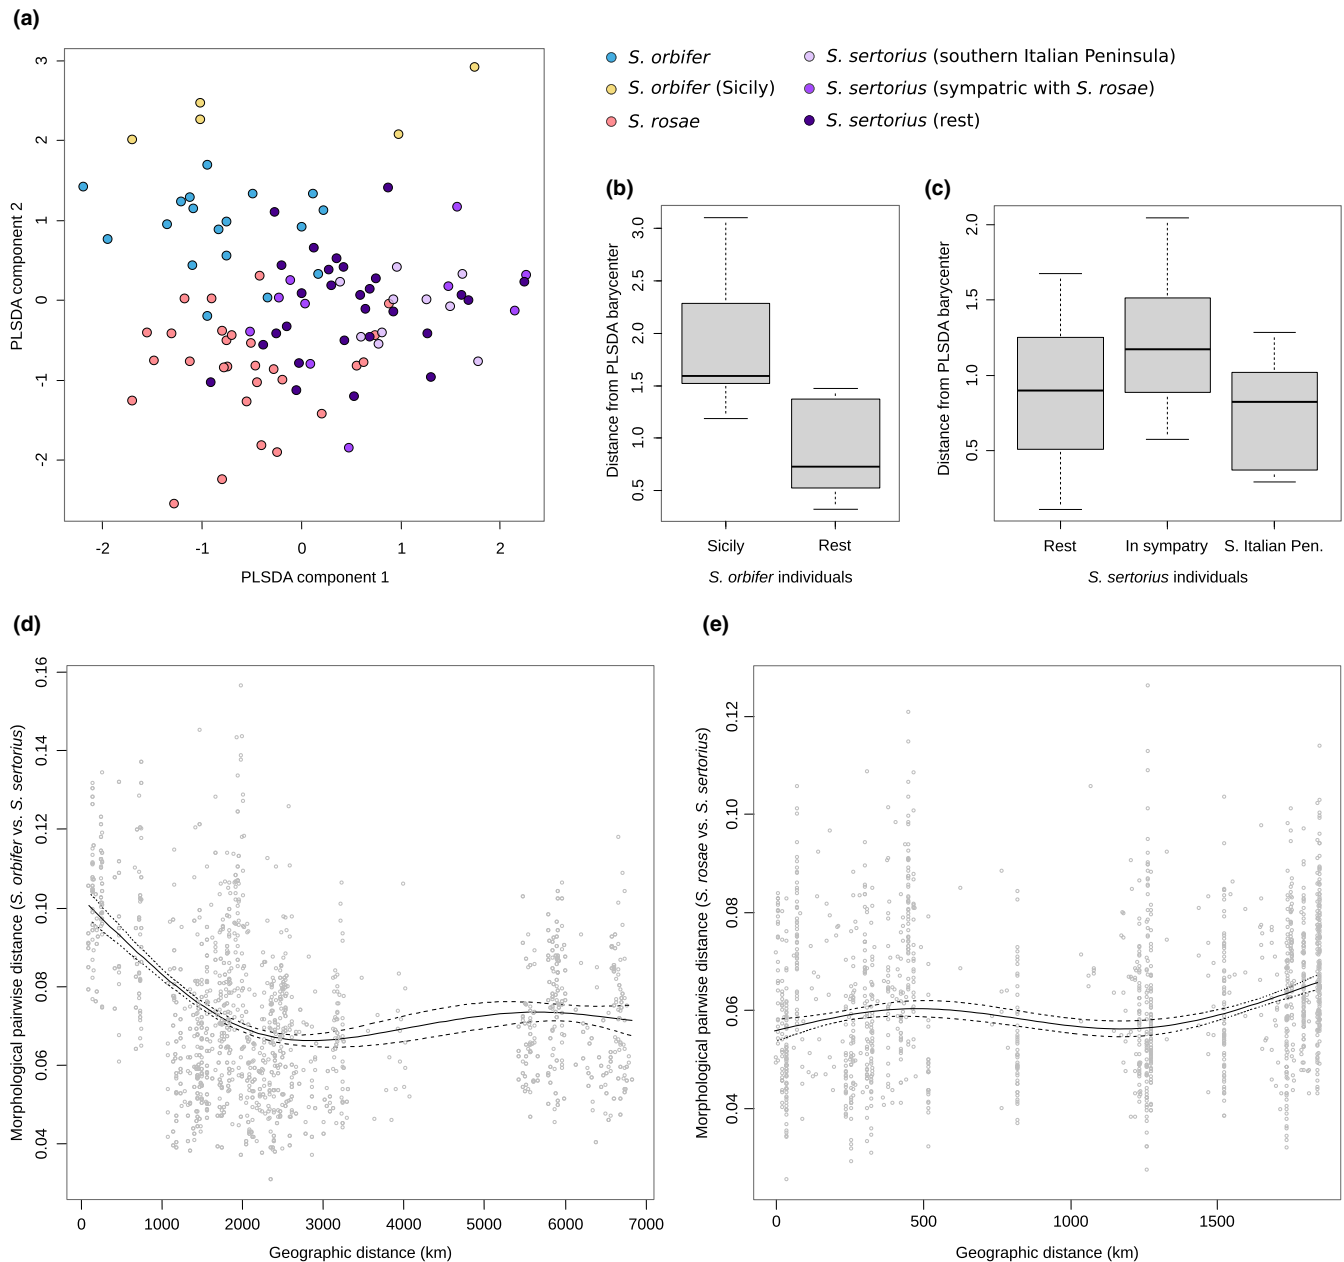 (a)
3
2
1
0
-1
-2
PLSDA component 2
-2
-1
0
1
2
PLSDA component 1
S. orbifer
S. orbifer (Sicily)
S. rosae
S. sertorius (southern Italian Peninsula)
S. sertorius (sympatric with S. rosae)
S. sertorius (rest)
(b)
Distance from PLSDA barycenter
3.0
2.5
2.0
1.5
1.0
0.5
Sicily
Rest
S. orbifer individuals
(c)
Distance from PLSDA barycenter
2.0
1.5
1.0
0.5
Rest
In sympatry
S. Italian Pen.
S. sertorius individuals
(d)
Morphological pairwise distance (S. orbifer vs. S. sertorius)
0.16
0.14
0.12
0.10
0.08
0.06
0.04
0
1000
2000
3000
4000
5000
6000
7000
Geographic distance (km)
(e)
Morphological pairwise distance (S. rosae vs. S. sertorius)
0.12
0.10
0.08
0.06
0.04
0
500
1000
1500
Geographic distance (km)